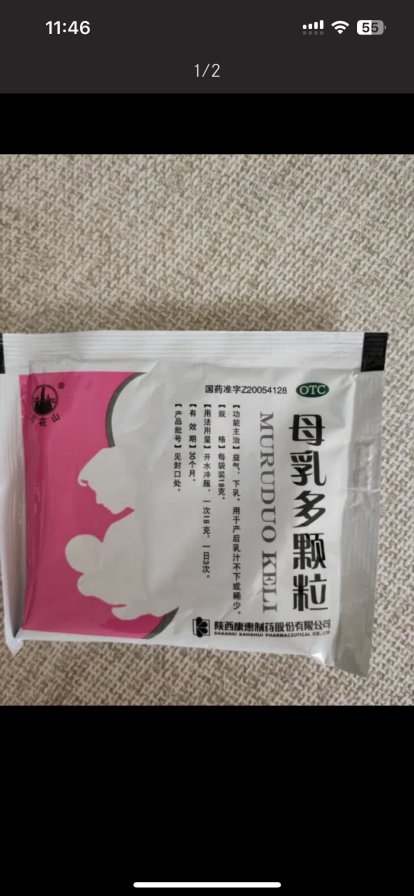 11:46
55
1/2
国药准字Z20054128
OTC
母乳多颗粒
MURUDUO KELI
【功能主治】益气，下乳。用于产后乳汁不下或稀少。
【规　格】每袋装18克。
【用法用量】开水冲服，一次18克，一日3次。
【有 效 期】30个月。
【产品批号】见封口处。
花山
®
陕西康惠制药股份有限公司
SHAANXI KANGHUI PHARMACEUTICAL CO.,LTD.